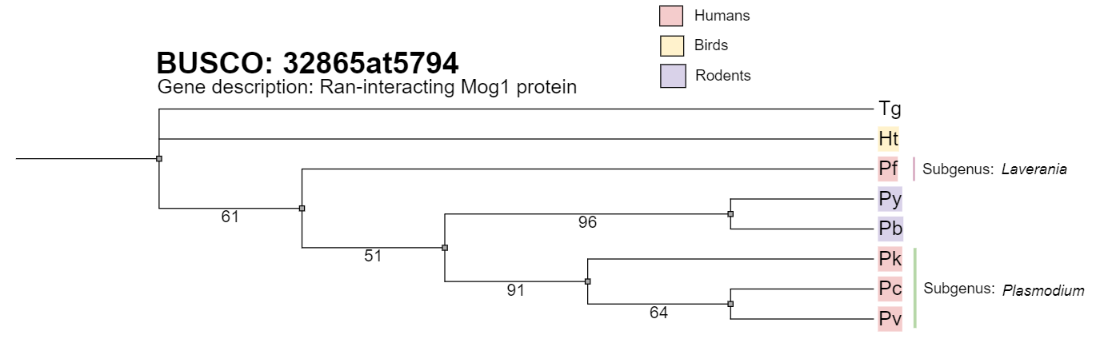 Humans
Birds
Rodents
BUSCO: 32865at5794
Gene description: Ran-interacting Mog1 protein
Tg
Ht
Pf
Subgenus: Laverania
Py
96
61
Pb
51
Pk
91
Pc
Subgenus: Plasmodium
64
Pv